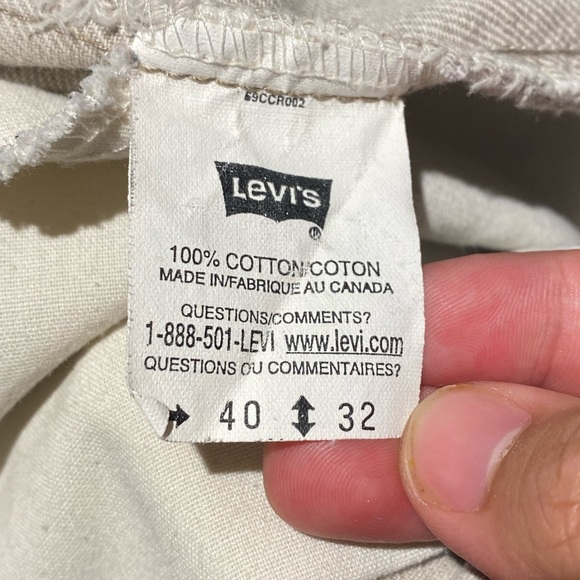 59CCR002
Levi's
®
100% COTTON/COTON
MADE IN/FABRIQUE AU CANADA
QUESTIONS/COMMENTS?
1-888-501-LEVI www.levi.com
QUESTIONS OU COMMENTAIRES?
40 32